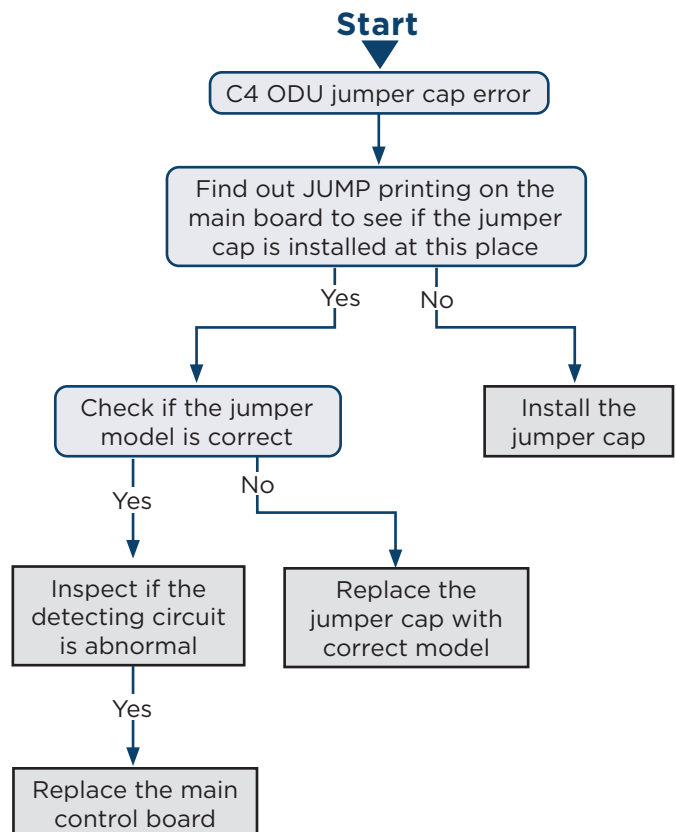 Start
C4 ODU jumper cap error
Find out JUMP printing on the
main board to see if the jumper
cap is installed at this place
Yes
No
Check if the jumper
model is correct
Install the
jumper cap
Yes
No
Inspect if the
detecting circuit
is abnormal
Replace the
jumper cap with
correct model
Yes
Replace the main
control board